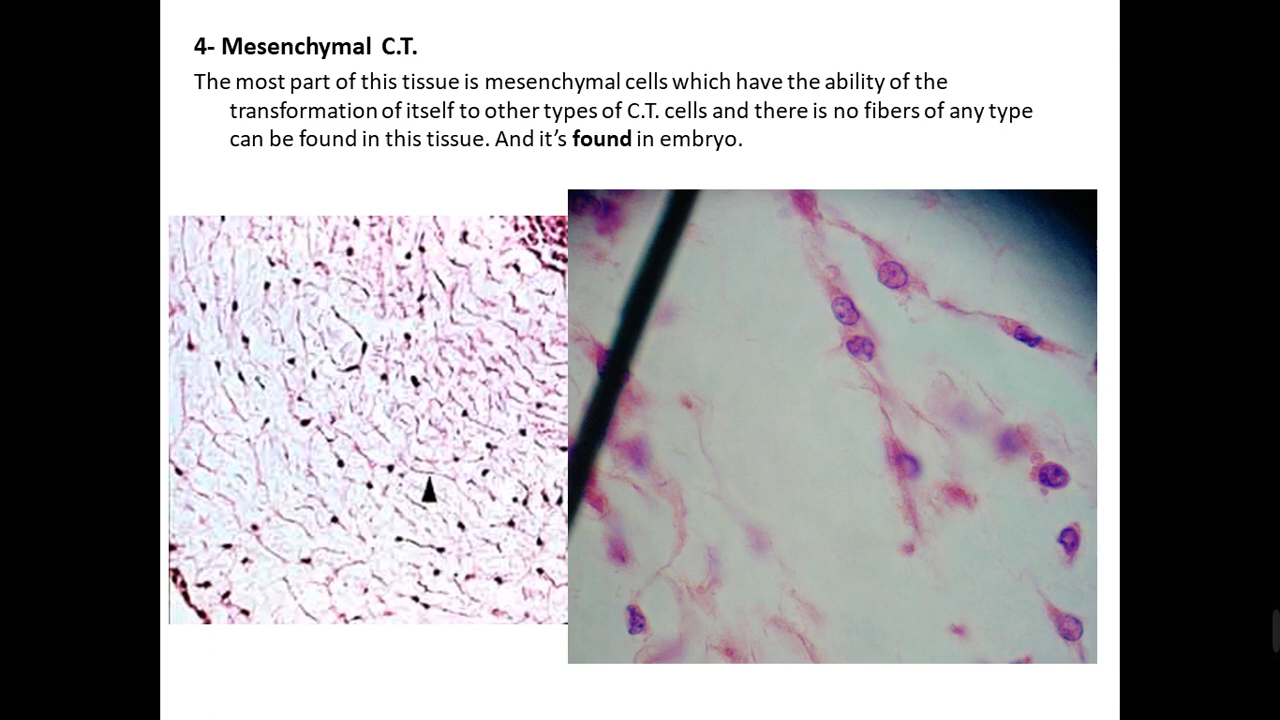 4- Mesenchymal C.T.
The most part of this tissue is mesenchymal cells which have the ability of the
transformation of itself to other types of C.T. cells and there is no fibers of any type
can be found in this tissue. And it’s found in embryo.